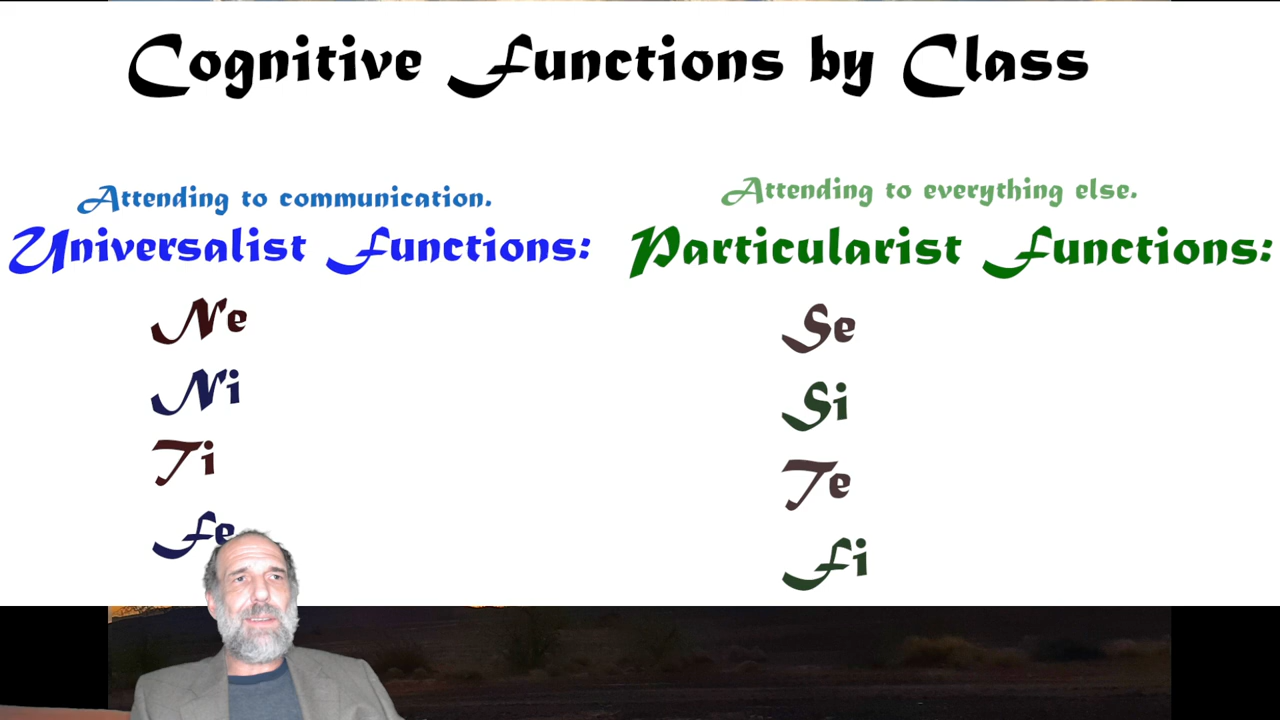 Cognitive Functions by Class
Attending to communication.
Universalist Functions:
Ne
Ni
Ti
Fe
Attending to everything else.
Particularist Functions:
Se
Si
Te
Fi